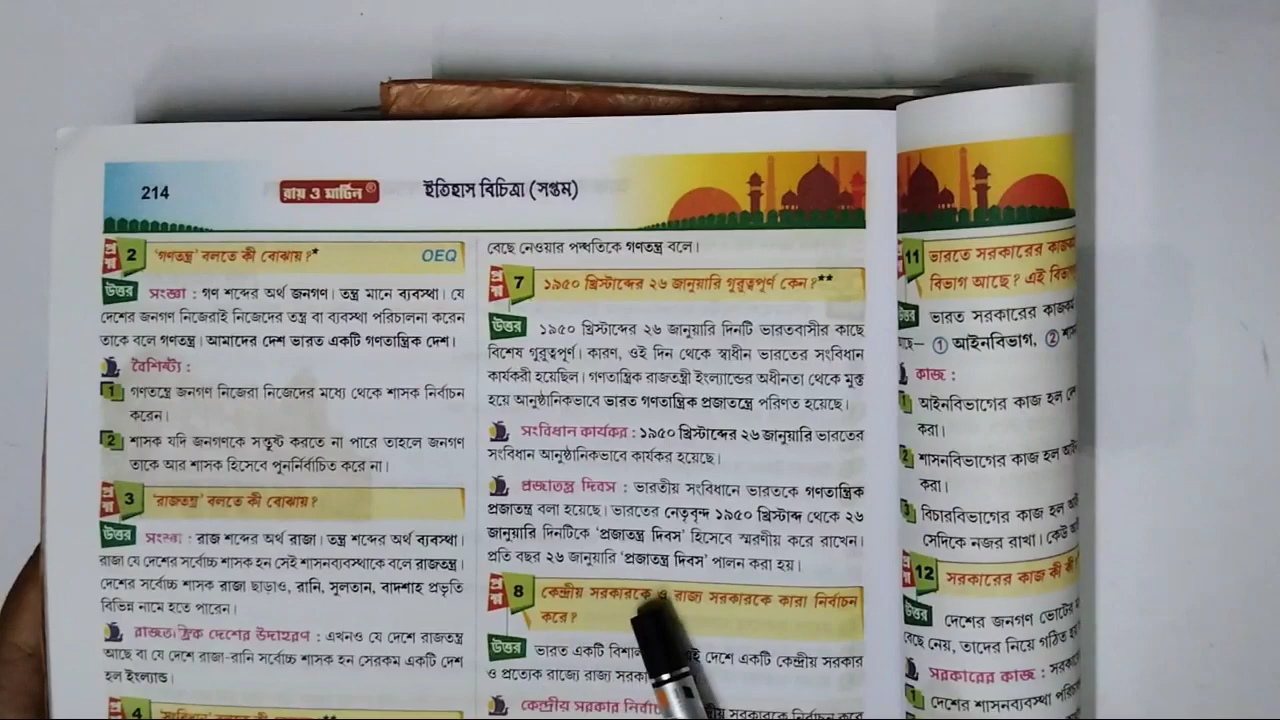 214
রায় ও মার্টিন®
ইতিহাস বিচিত্রা (সপ্তম)
প্রশ্ন 2 ‘গণতন্ত্র’ বলতে কী বোঝায়?* OEQ
উত্তর সংজ্ঞা : গণ শব্দের অর্থ জনগণ। তন্ত্র মানে ব্যবস্থা। যে
দেশের জনগণ নিজেরাই নিজেদের তন্ত্র বা ব্যবস্থা পরিচালনা করেন
তাকে বলে গণতন্ত্র। আমাদের দেশ ভারত একটি গণতান্ত্রিক দেশ।
বৈশিষ্ট্য :
1 গণতন্ত্রে জনগণ নিজেরা নিজেদের মধ্যে থেকে শাসক নির্বাচন
করেন।
2 শাসক যদি জনগণকে সন্তুষ্ট করতে না পারে তাহলে জনগণ
তাকে আর শাসক হিসেবে পুনর্নির্বাচিত করে না।
প্রশ্ন 3 ‘রাজতন্ত্র’ বলতে কী বোঝায়?
উত্তর সংজ্ঞা : রাজ শব্দের অর্থ রাজা। তন্ত্র শব্দের অর্থ ব্যবস্থা।
রাজা যে দেশের সর্বোচ্চ শাসক হন সেই শাসনব্যবস্থাকে বলে রাজতন্ত্র।
দেশের সর্বোচ্চ শাসক রাজা ছাড়াও, রানি, সুলতান, বাদশাহ প্রভৃতি
বিভিন্ন নামে হতে পারেন।
রাজতান্ত্রিক দেশের উদাহরণ : এখনও যে দেশে রাজতন্ত্র
আছে বা যে দেশে রাজা-রানি সর্বোচ্চ শাসক হন সেরকম একটি দেশ
হল ইংল্যান্ড।
প্রশ্ন 4 ‘সংবিধান’ বলতে কী
বেছে নেওয়ার পদ্ধতিকে গণতন্ত্র বলে।
প্রশ্ন 7 ১৯৫০ খ্রিস্টাব্দের ২৬ জানুয়ারি গুরুত্বপূর্ণ কেন?**
উত্তর ১৯৫০ খ্রিস্টাব্দের ২৬ জানুয়ারি দিনটি ভারতবাসীর কাছে
বিশেষ গুরুত্বপূর্ণ। কারণ, ওই দিন থেকে স্বাধীন ভারতের সংবিধান
কার্যকরী হয়েছিল। গণতান্ত্রিক রাজতন্ত্রী ইংল্যান্ডের অধীনতা থেকে মুক্ত
হয়ে আনুষ্ঠানিকভাবে ভারত গণতান্ত্রিক প্রজাতন্ত্রে পরিণত হয়েছে।
সংবিধান কার্যকর : ১৯৫০ খ্রিস্টাব্দের ২৬ জানুয়ারি ভারতের
সংবিধান আনুষ্ঠানিকভাবে কার্যকর হয়েছে।
প্রজাতন্ত্র দিবস : ভারতীয় সংবিধানে ভারতকে গণতান্ত্রিক
প্রজাতন্ত্র বলা হয়েছে। ভারতের নেতৃবৃন্দ ১৯৫০ খ্রিস্টাব্দ থেকে ২৬
জানুয়ারি দিনটিকে ‘প্রজাতন্ত্র দিবস’ হিসেবে স্মরণীয় করে রাখেন।
প্রতি বছর ২৬ জানুয়ারি ‘প্রজাতন্ত্র দিবস’ পালন করা হয়।
প্রশ্ন 8 কেন্দ্রীয় সরকারকে ও রাজ্য সরকারকে কারা নির্বাচন
করে?
উত্তর ভারত একটি বিশাল দেশে একটি কেন্দ্রীয় সরকার
ও প্রত্যেক রাজ্যে রাজ্য
কেন্দ্রীয় সরকার সরকারকে নির্বাচন করে
11 ভারতে সরকারের
বিভাগ আছে? এই
উত্তর ভারত সরকারের
আছে— ① আইনবিভাগ, ②
কাজ :
1 আইনবিভাগের কাজ হল
করা।
2 শাসনবিভাগের কাজ হল
করা।
3 বিচারবিভাগের কাজ হল
সেদিকে নজর রাখা। কেউ
12 সরকারের কাজ কী কী
উত্তর দেশের জনগণ ভোটের
বেছে নেয়, তাদের নিয়ে গঠিত
সরকারের কাজ :
1 দেশের শাসনব্যবস্থা